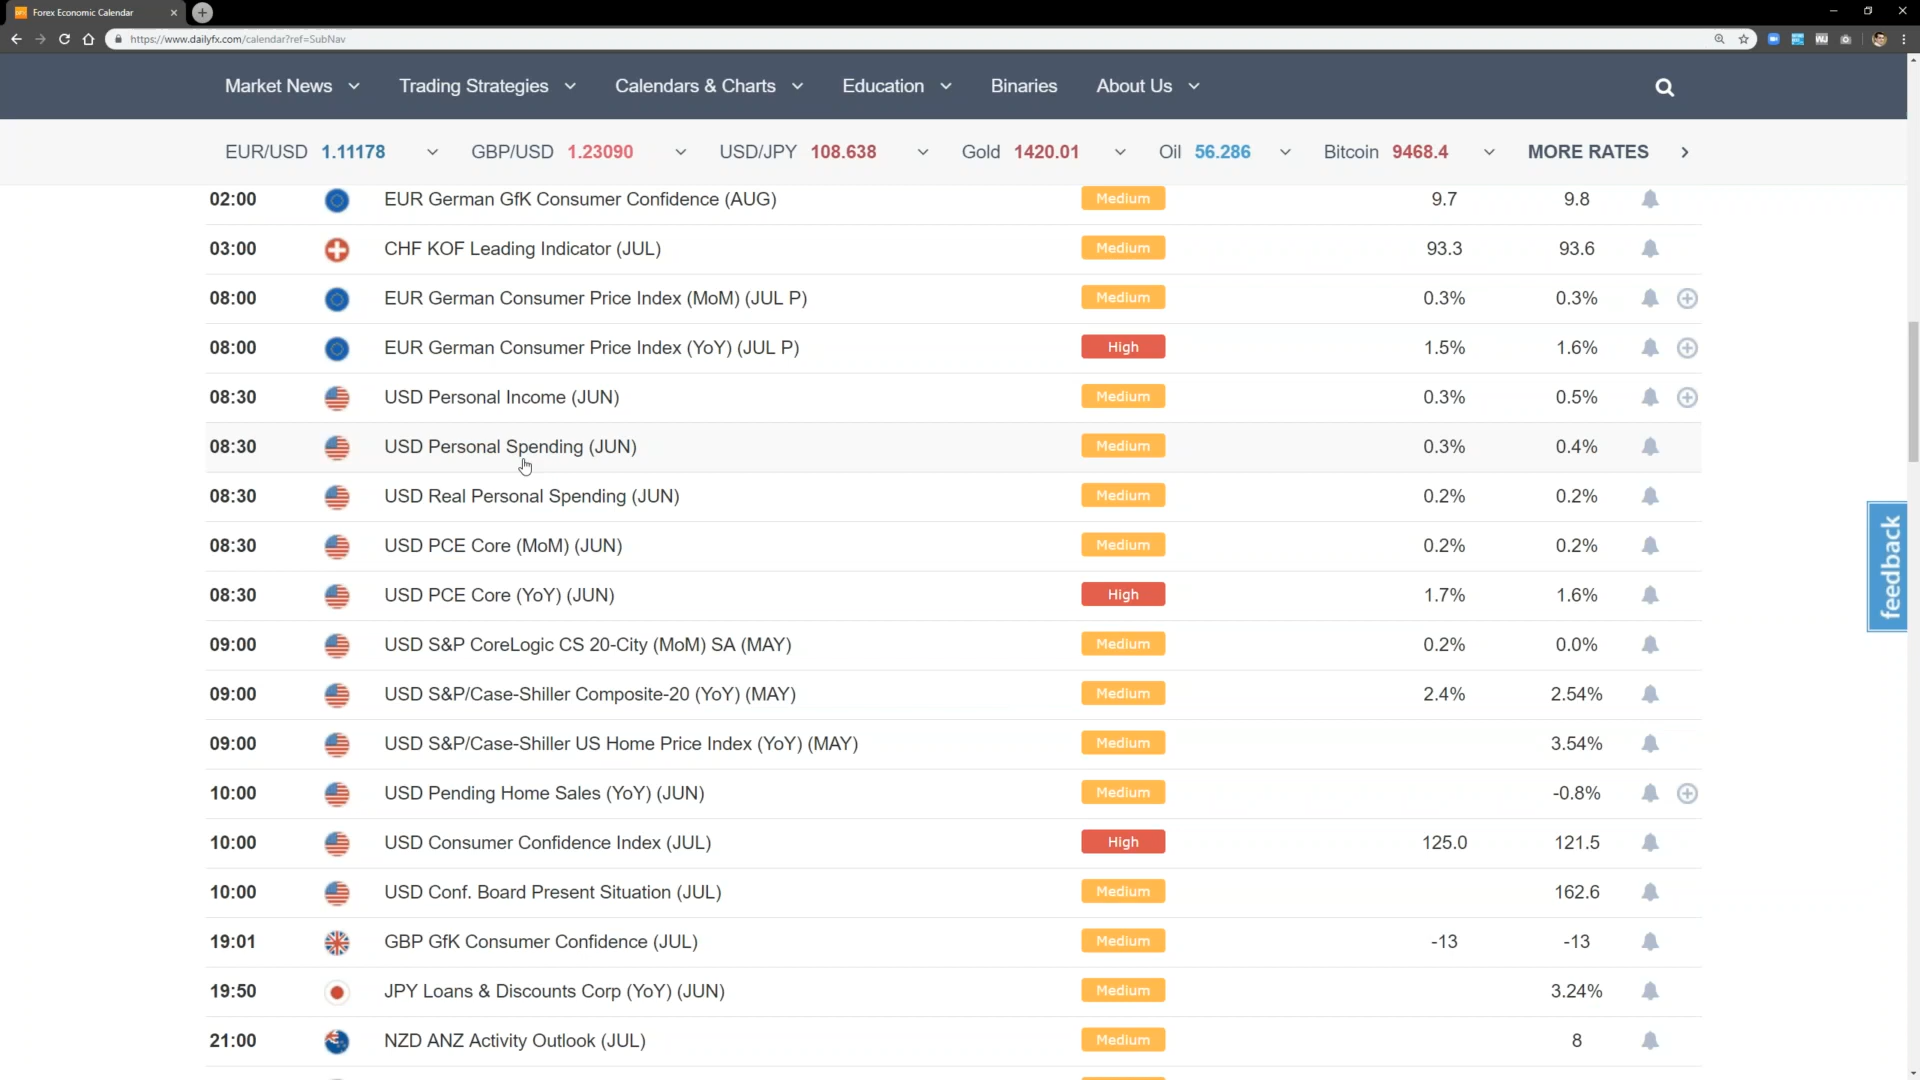 Forex Economic Calendar
https://www.dailyfx.com/calendar?ref=SubNav
Market News Trading Strategies Calendars & Charts Education Binaries About Us
EUR/USD 1.11178 GBP/USD 1.23090 USD/JPY 108.638 Gold 1420.01 Oil 56.286 Bitcoin 9468.4 MORE RATES
02:00 EUR German GfK Consumer Confidence (AUG) Medium 9.7 9.8
03:00 CHF KOF Leading Indicator (JUL) Medium 93.3 93.6
08:00 EUR German Consumer Price Index (MoM) (JUL P) Medium 0.3% 0.3%
08:00 EUR German Consumer Price Index (YoY) (JUL P) High 1.5% 1.6%
08:30 USD Personal Income (JUN) Medium 0.3% 0.5%
08:30 USD Personal Spending (JUN) Medium 0.3% 0.4%
08:30 USD Real Personal Spending (JUN) Medium 0.2% 0.2%
08:30 USD PCE Core (MoM) (JUN) Medium 0.2% 0.2%
08:30 USD PCE Core (YoY) (JUN) High 1.7% 1.6%
09:00 USD S&P CoreLogic CS 20-City (MoM) SA (MAY) Medium 0.2% 0.0%
09:00 USD S&P/Case-Shiller Composite-20 (YoY) (MAY) Medium 2.4% 2.54%
09:00 USD S&P/Case-Shiller US Home Price Index (YoY) (MAY) Medium 3.54%
10:00 USD Pending Home Sales (YoY) (JUN) Medium -0.8%
10:00 USD Consumer Confidence Index (JUL) High 125.0 121.5
10:00 USD Conf. Board Present Situation (JUL) Medium 162.6
19:01 GBP GfK Consumer Confidence (JUL) Medium -13 -13
19:50 JPY Loans & Discounts Corp (YoY) (JUN) Medium 3.24%
21:00 NZD ANZ Activity Outlook (JUL) Medium 8
feedback